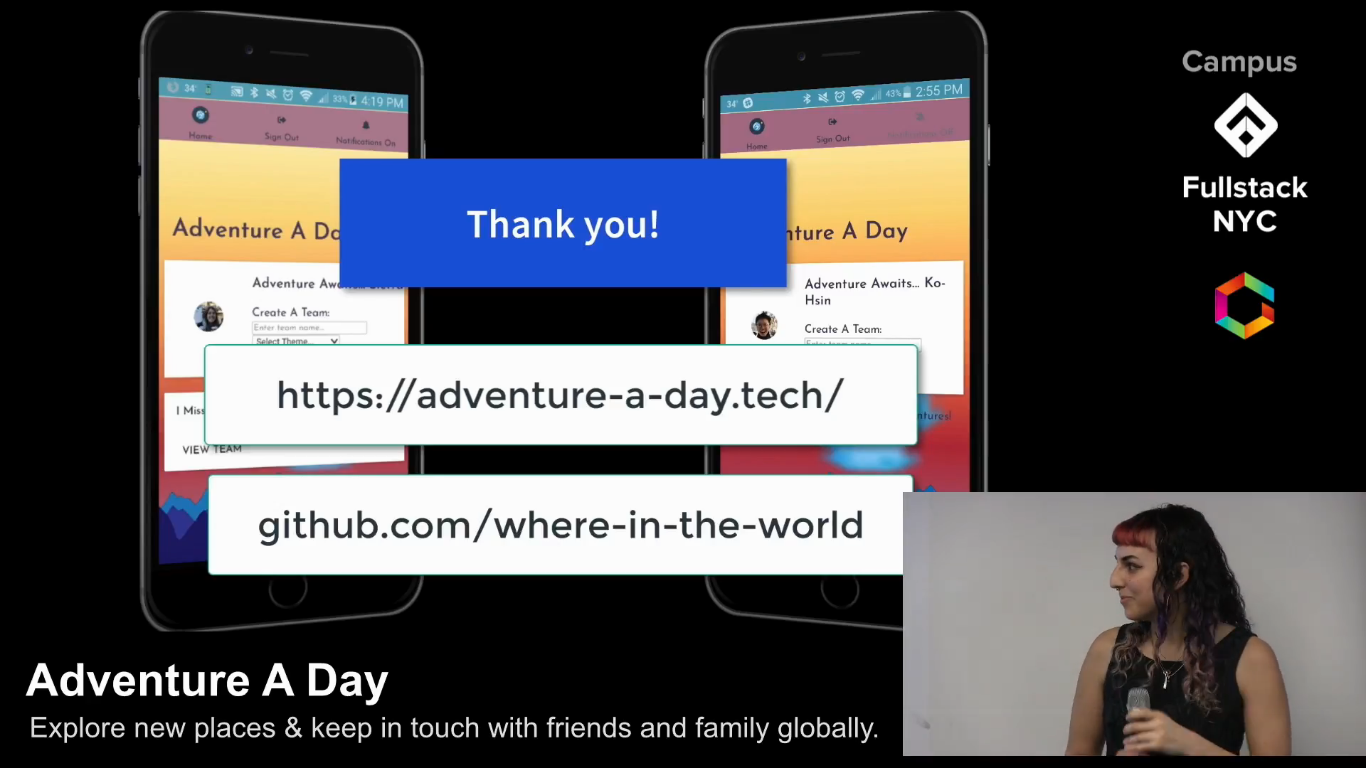 34°
33%
4:19 PM
Home
Sign Out
Notifications On
Adventure A Da
Create A Team:
Enter team name...
Select Theme...
I Miss
VIEW TEAM
34°
43%
2:55 PM
Home
Sign Out
nture A Day
Adventure Awaits... Ko-
Hsin
Create A Team:
ntures!
Thank you!
https://adventure-a-day.tech/
github.com/where-in-the-world
Campus
Fullstack
NYC
Adventure A Day
Explore new places & keep in touch with friends and family globally.